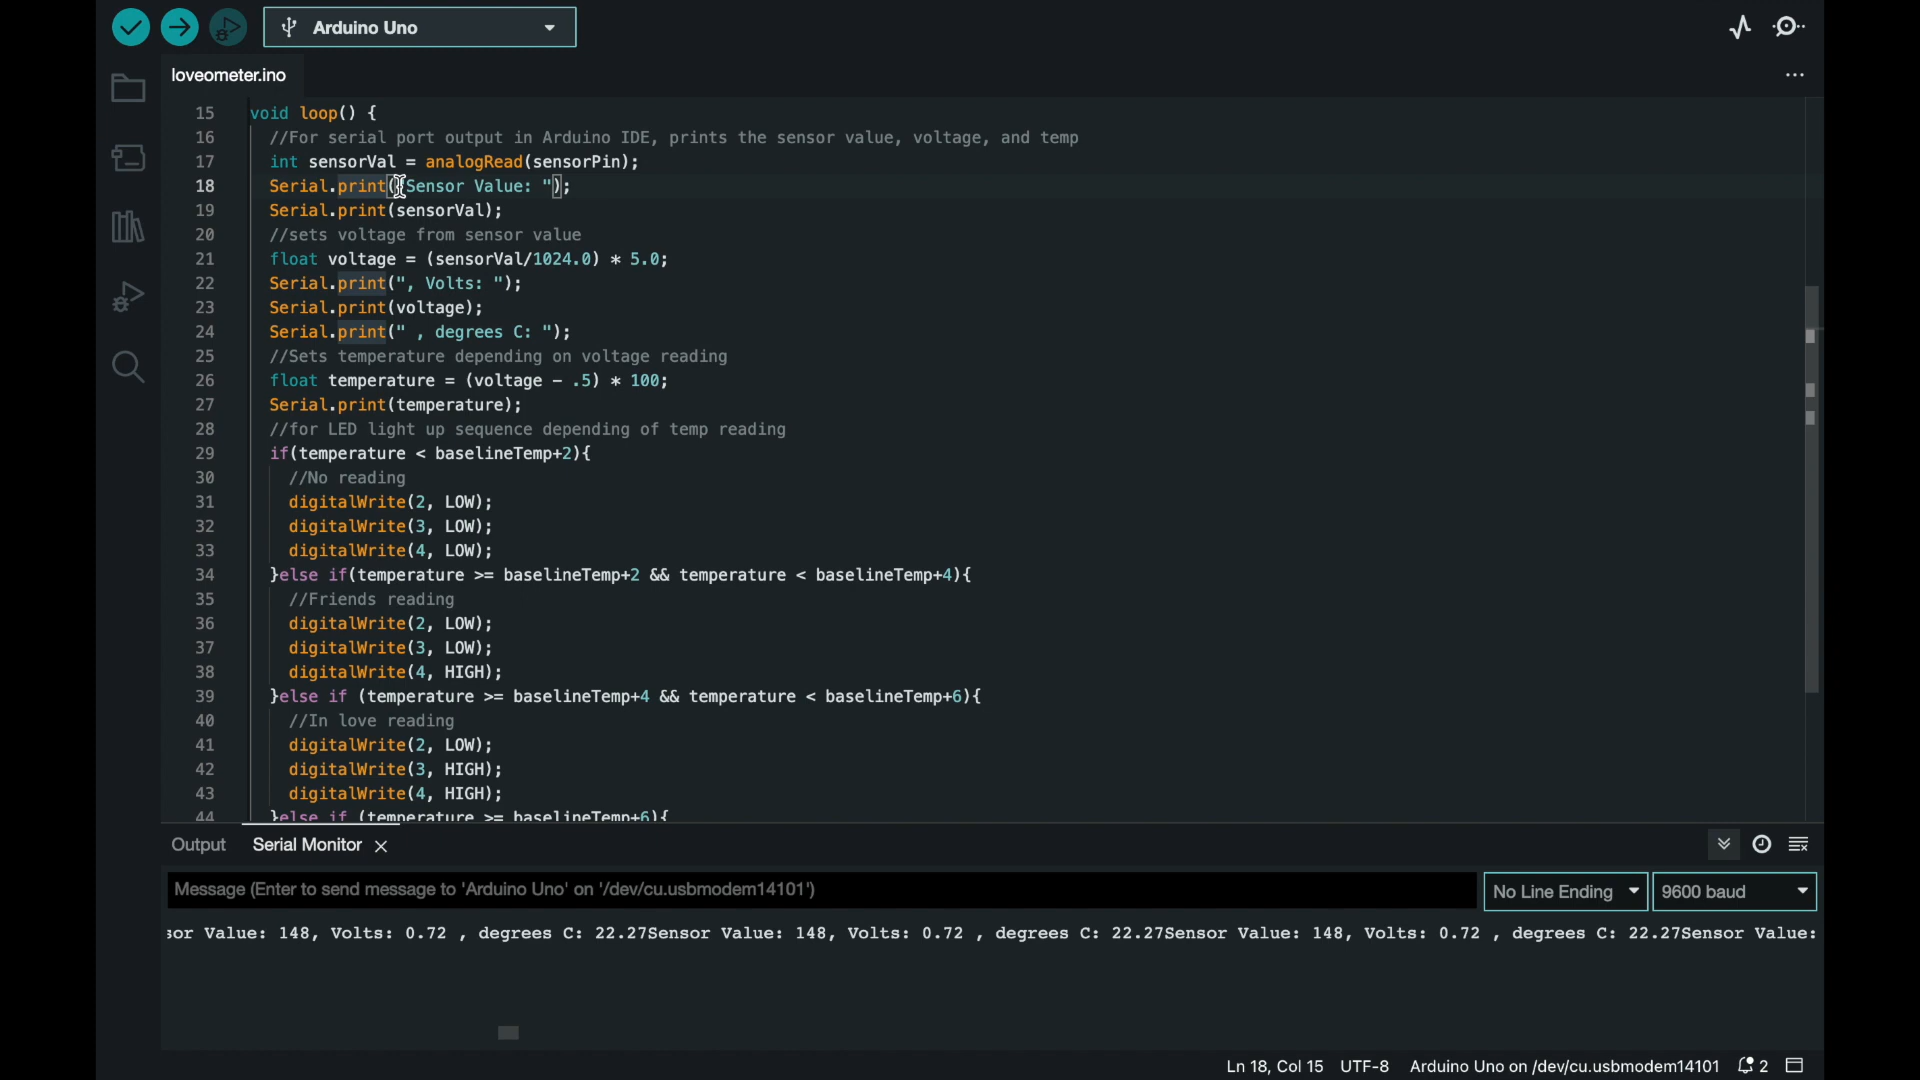 Arduino Uno
loveometer.ino
15 void loop() {
16 //For serial port output in Arduino IDE, prints the sensor value, voltage, and temp
17 int sensorVal = analogRead(sensorPin);
18 Serial.print("Sensor Value: ");
19 Serial.print(sensorVal);
20 //sets voltage from sensor value
21 float voltage = (sensorVal/1024.0) * 5.0;
22 Serial.print(", Volts: ");
23 Serial.print(voltage);
24 Serial.print(" , degrees C: ");
25 //Sets temperature depending on voltage reading
26 float temperature = (voltage - .5) * 100;
27 Serial.print(temperature);
28 //for LED light up sequence depending of temp reading
29 if(temperature < baselineTemp+2){
30 //No reading
31 digitalWrite(2, LOW);
32 digitalWrite(3, LOW);
33 digitalWrite(4, LOW);
34 }else if(temperature >= baselineTemp+2 && temperature < baselineTemp+4){
35 //Friends reading
36 digitalWrite(2, LOW);
37 digitalWrite(3, LOW);
38 digitalWrite(4, HIGH);
39 }else if (temperature >= baselineTemp+4 && temperature < baselineTemp+6){
40 //In love reading
41 digitalWrite(2, LOW);
42 digitalWrite(3, HIGH);
43 digitalWrite(4, HIGH);
44 }else if (temperature >= baselineTemp+6){
Output Serial Monitor
Message (Enter to send message to 'Arduino Uno' on '/dev/cu.usbmodem14101') No Line Ending 9600 baud
sor Value: 148, Volts: 0.72 , degrees C: 22.27Sensor Value: 148, Volts: 0.72 , degrees C: 22.27Sensor Value: 148, Volts: 0.72 , degrees C: 22.27Sensor Value:
Ln 18, Col 15 UTF-8 Arduino Uno on /dev/cu.usbmodem14101 2